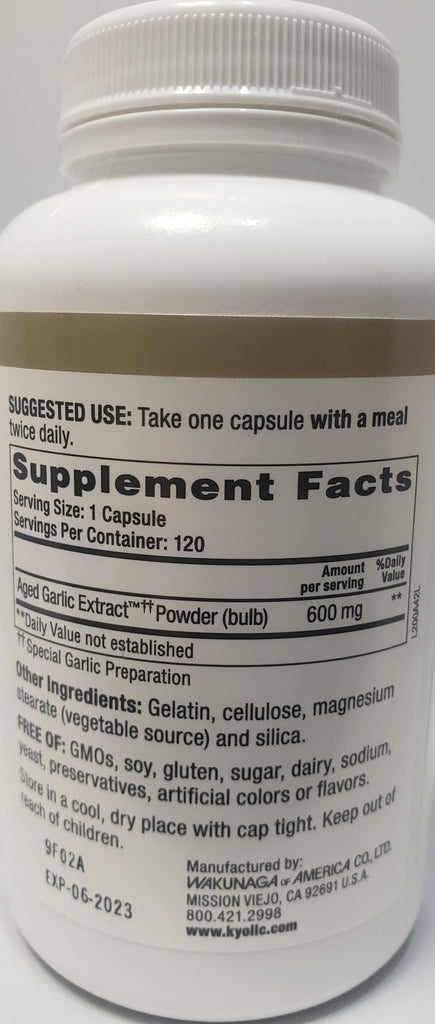 SUGGESTED USE: Take one capsule with a meal
twice daily.
Supplement Facts
Serving Size: 1 Capsule
Servings Per Container: 120
Amount per serving %Daily Value
Aged Garlic Extract™†† Powder (bulb) 600 mg **
**Daily Value not established
††Special Garlic Preparation
L200A42L
Other Ingredients: Gelatin, cellulose, magnesium
stearate (vegetable source) and silica.
FREE OF: GMOs, soy, gluten, sugar, dairy, sodium,
yeast, preservatives, artificial colors or flavors.
Store in a cool, dry place with cap tight. Keep out of
reach of children.
9F02A
EXP-06-2023
Manufactured by:
WAKUNAGA OF AMERICA CO., LTD.
MISSION VIEJO, CA 92691 U.S.A.
800.421.2998
www.kyolic.com